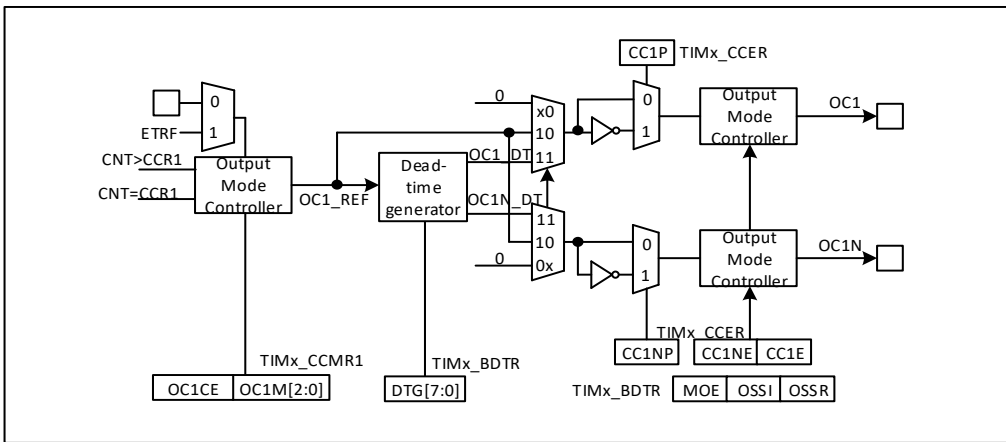 CC1P TIMx_CCER
0
ETRF 1
CNT>CCR1
CNT=CCR1
Output
Mode
Controller
OC1_REF
Dead-
time
generator
OC1_DT
OC1N_DT
0
x0
10
11
11
10
0x
0
0
1
0
1
Output
Mode
Controller
OC1
Output
Mode
Controller
OC1N
TIMx_CCER
CC1NP CC1NE CC1E
TIMx_CCMR1
OC1CE OC1M[2:0]
TIMx_BDTR
DTG[7:0]
TIMx_BDTR MOE OSSI OSSR